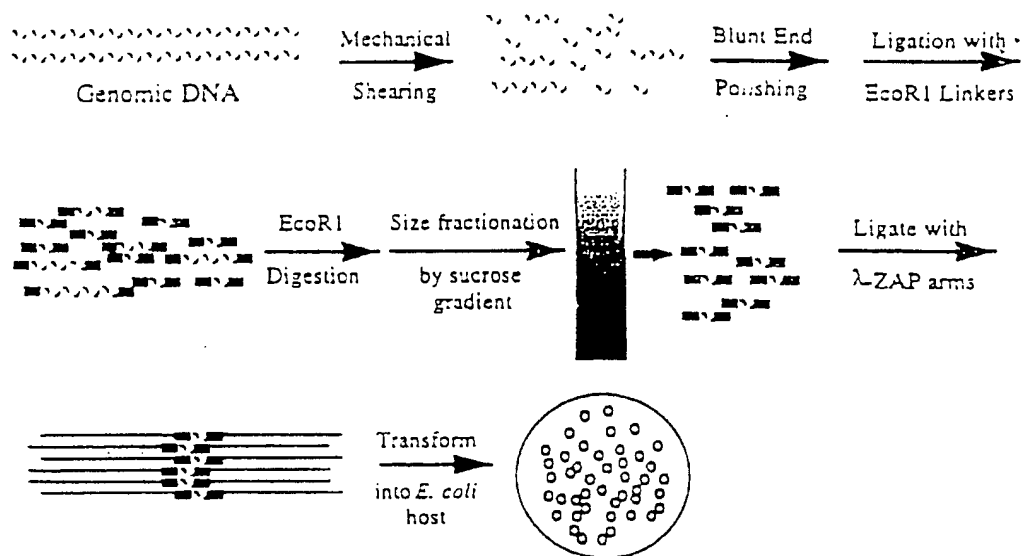 Genomic DNA
Mechanical
Shearing
Blunt End
Polishing
Ligation with
EcoR1 Linkers
EcoR1
Digestion
Size fractionation
by sucrose
gradient
Ligate with
λ-ZAP arms
Transform
into E. coli
host